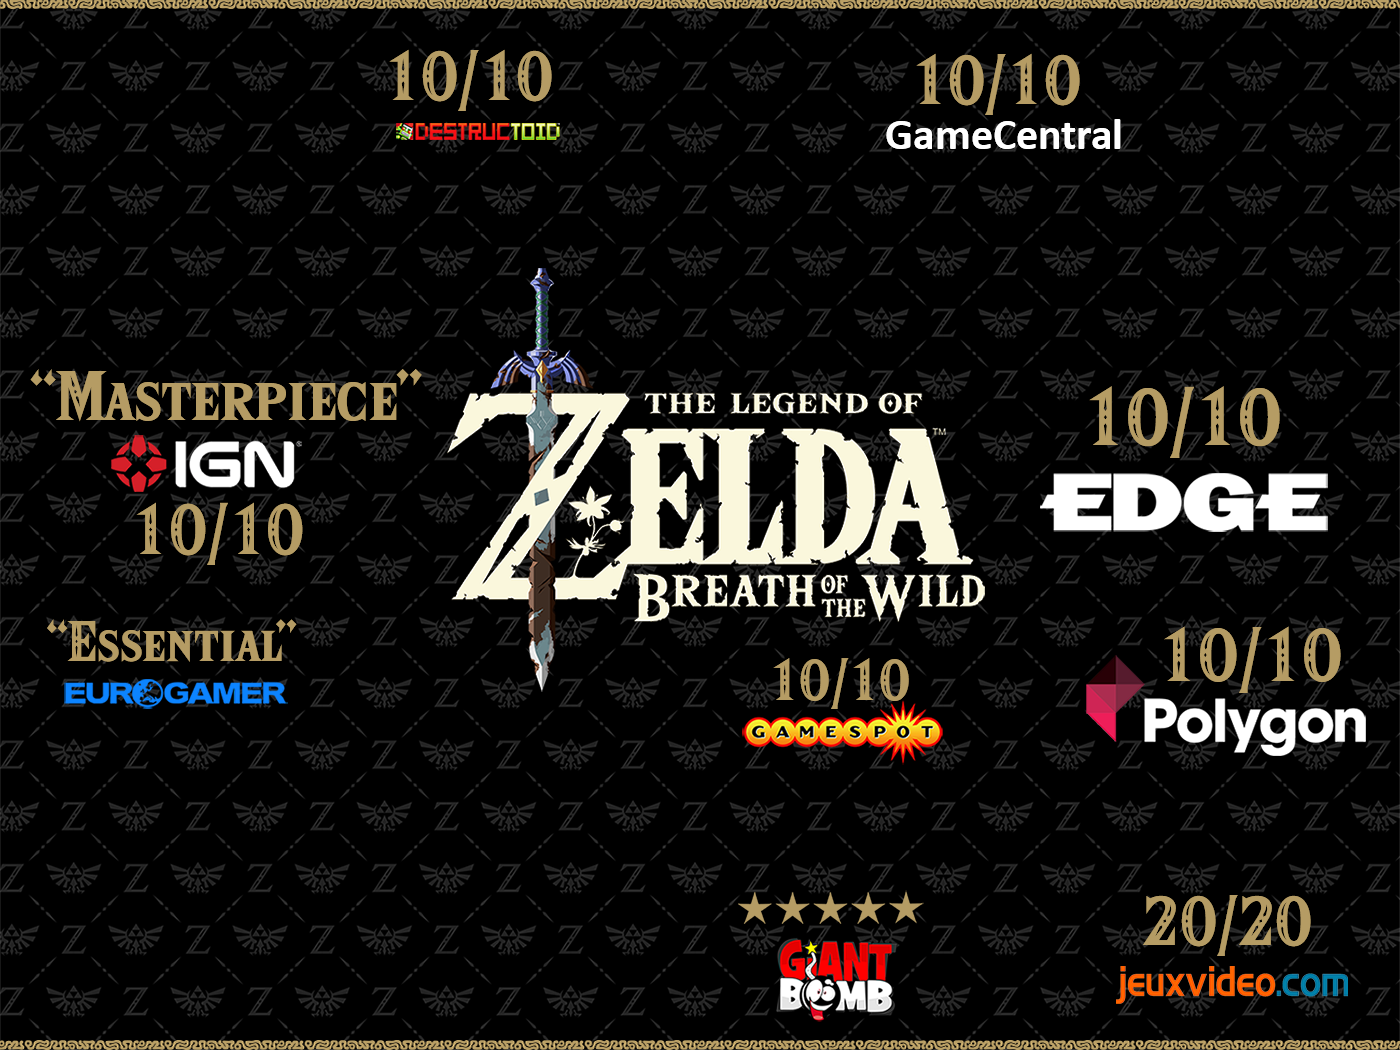 10/10
DESTRUCTOID
10/10
GameCentral
“MASTERPIECE”
IGN
10/10
THE LEGEND OF
ZELDA™
BREATH OF THE WILD
10/10
EDGE
“ESSENTIAL”
EUROGAMER
10/10
GAMESPOT
10/10
Polygon
★★★★★
GIANT
BOMB
20/20
jeuxvideo.com